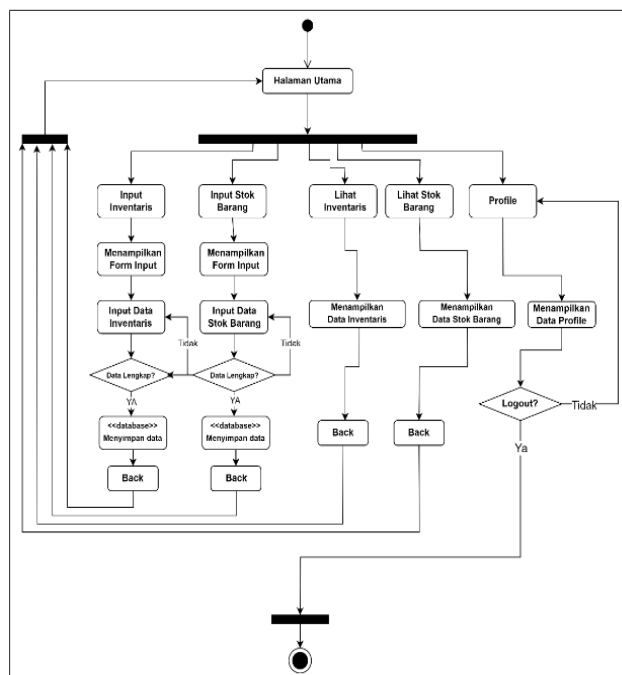 Halaman Utama
Input
Inventaris
Input Stok
Barang
Lihat
Inventaris
Lihat Stok
Barang
Profile
Menampilkan
Form Input
Menampilkan
Form Input
Input Data
Inventaris
Input Data
Stok Barang
Menampilkan
Data Inventaris
Menampilkan
Data Stok Barang
Menampilkan
Data Profile
Tidak
Tidak
Data Lengkap?
Data Lengkap?
Logout?
Tidak
YA
YA
<<database>>
Menyimpan data
<<database>>
Menyimpan data
Back
Back
Ya
Back
Back